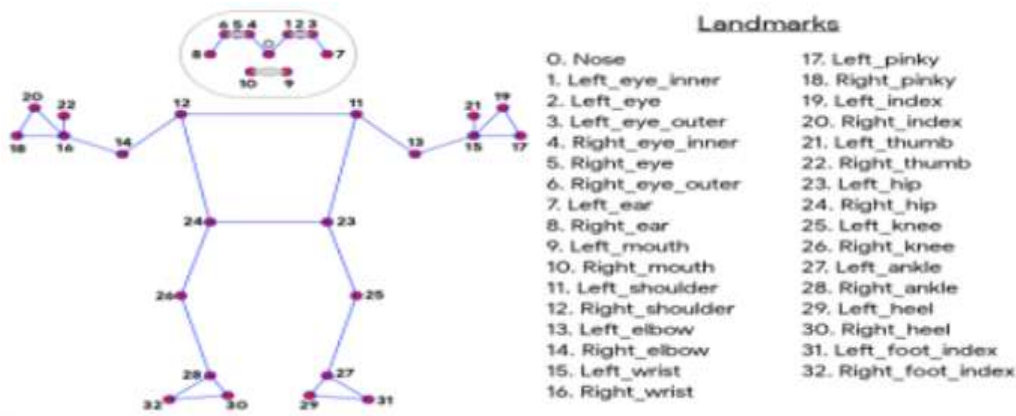 Landmarks
0. Nose
1. Left_eye_inner
2. Left_eye
3. Left_eye_outer
4. Right_eye_inner
5. Right_eye
6. Right_eye_outer
7. Left_ear
8. Right_ear
9. Left_mouth
10. Right_mouth
11. Left_shoulder
12. Right_shoulder
13. Left_elbow
14. Right_elbow
15. Left_wrist
16. Right_wrist
17. Left_pinky
18. Right_pinky
19. Left_index
20. Right_index
21. Left_thumb
22. Right_thumb
23. Left_hip
24. Right_hip
25. Left_knee
26. Right_knee
27. Left_ankle
28. Right_ankle
29. Left_heel
30. Right_heel
31. Left_foot_index
32. Right_foot_index
6 5 4 1 2 3
0
8 7
10 9
20 22 12 11 21 19
18 16 14 13 15 17
24 23
26 25
28 27
32 30 29 31